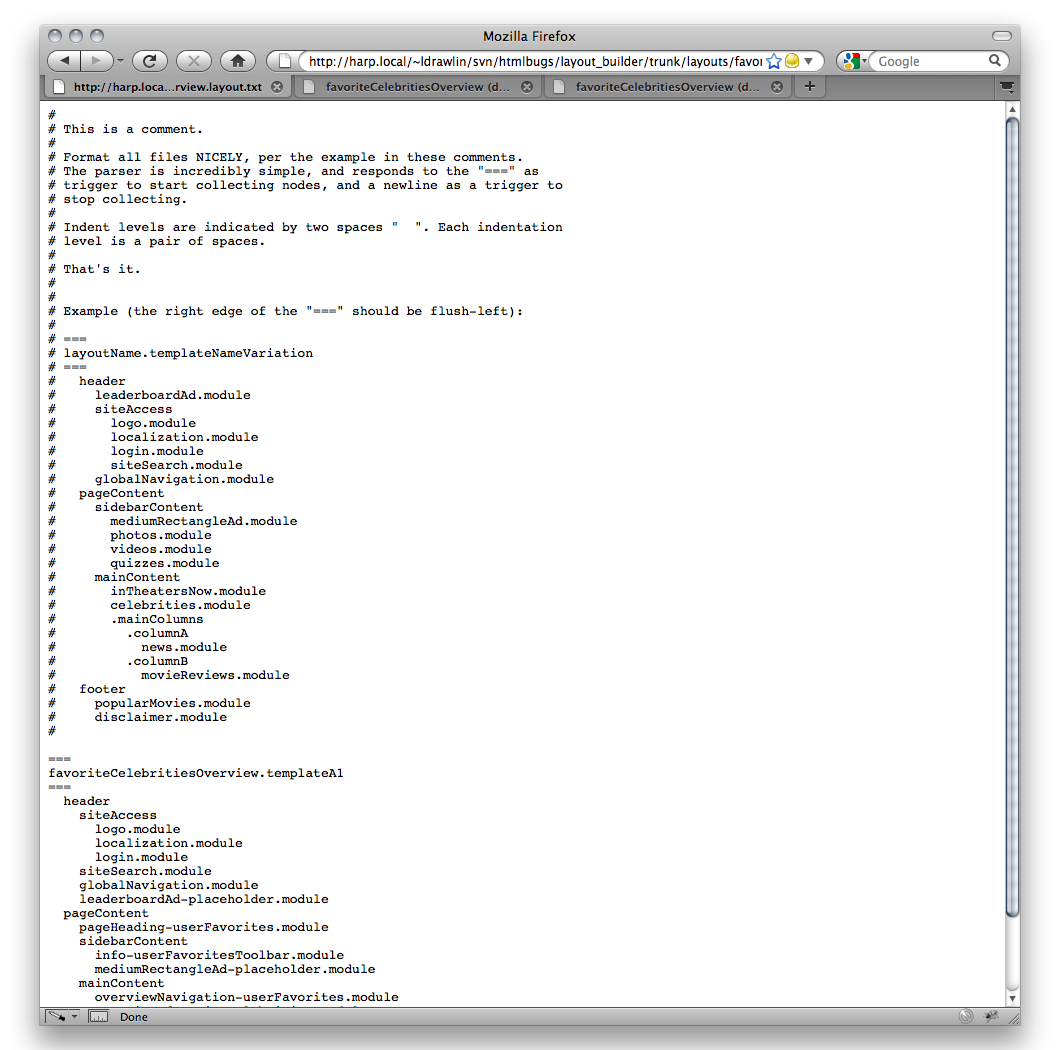 Mozilla Firefox
http://harp.local/~ldrawlin/svn/htmlbugs/layout_builder/trunk/layouts/favor
Google
http://harp.loca...rview.layout.txt
favoriteCelebritiesOverview (d...
favoriteCelebritiesOverview (d...
+
#
# This is a comment.
#
# Format all files NICELY, per the example in these comments.
# The parser is incredibly simple, and responds to the "===" as
# trigger to start collecting nodes, and a newline as a trigger to
# stop collecting.
#
# Indent levels are indicated by two spaces "  ". Each indentation
# level is a pair of spaces.
#
# That's it.
#
#
# Example (the right edge of the "===" should be flush-left):
#
# ===
# layoutName.templateNameVariation
# ===
#   header
#     leaderboardAd.module
#     siteAccess
#       logo.module
#       localization.module
#       login.module
#       siteSearch.module
#     globalNavigation.module
#   pageContent
#     sidebarContent
#       mediumRectangleAd.module
#       photos.module
#       videos.module
#       quizzes.module
#     mainContent
#       inTheatersNow.module
#       celebrities.module
#       .mainColumns
#         .columnA
#           news.module
#         .columnB
#           movieReviews.module
#   footer
#     popularMovies.module
#     disclaimer.module
#
===
favoriteCelebritiesOverview.templateA1
===
  header
    siteAccess
      logo.module
      localization.module
      login.module
    siteSearch.module
    globalNavigation.module
    leaderboardAd-placeholder.module
  pageContent
    pageHeading-userFavorites.module
    sidebarContent
      info-userFavoritesToolbar.module
      mediumRectangleAd-placeholder.module
    mainContent
      overviewNavigation-userFavorites.module
Done